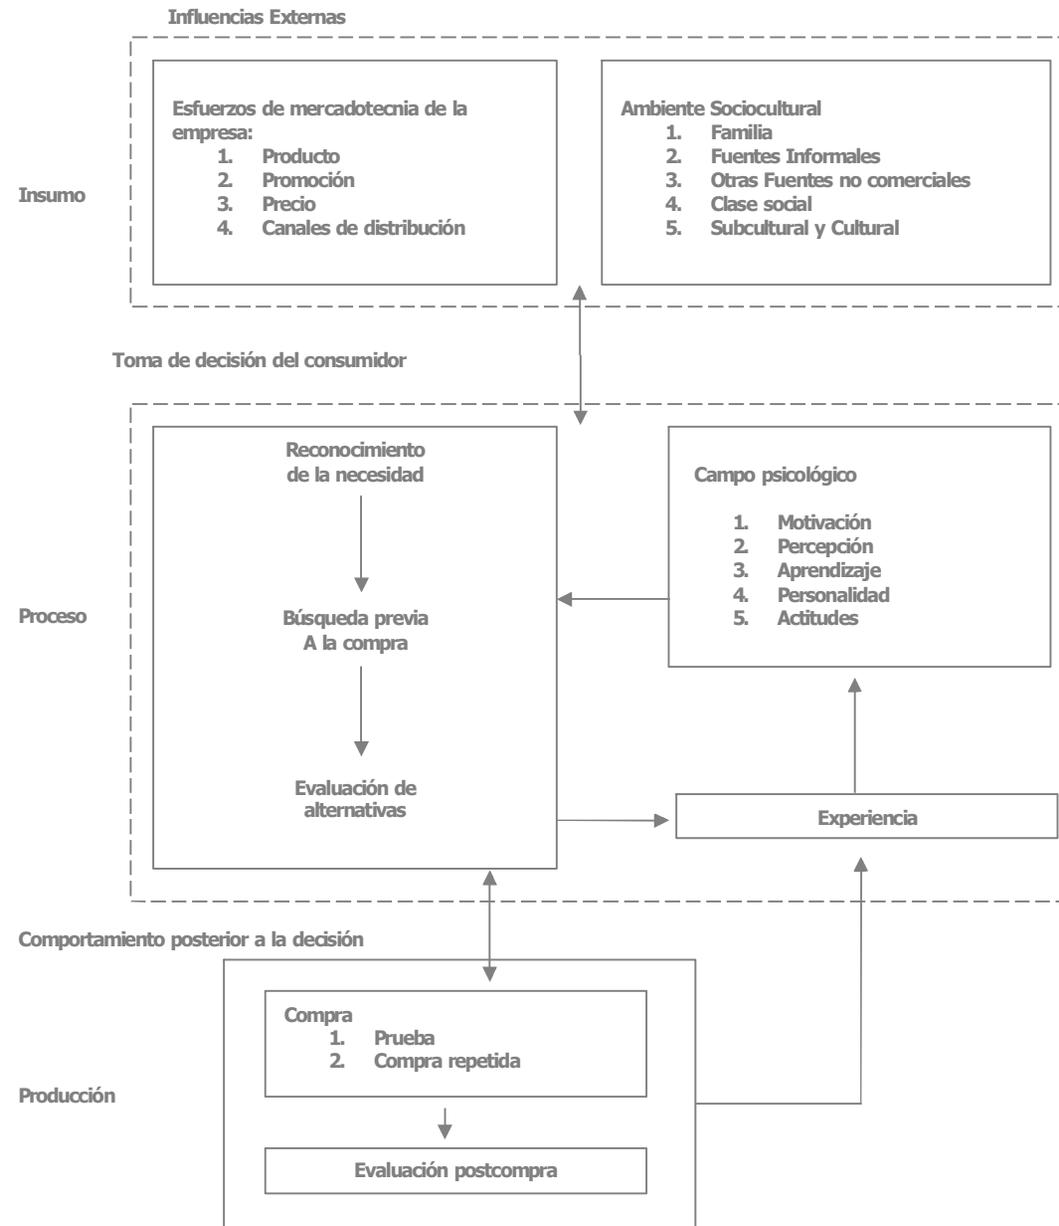 Influencias Externas
Esfuerzos de mercadotecnia de la
empresa:
1. Producto
2. Promoción
3. Precio
4. Canales de distribución
Ambiente Sociocultural
1. Familia
2. Fuentes Informales
3. Otras Fuentes no comerciales
4. Clase social
5. Subcultural y Cultural
Insumo
Toma de decisión del consumidor
Reconocimiento
de la necesidad
Búsqueda previa
A la compra
Evaluación de
alternativas
Campo psicológico
1. Motivación
2. Percepción
3. Aprendizaje
4. Personalidad
5. Actitudes
Proceso
Experiencia
Comportamiento posterior a la decisión
Compra
1. Prueba
2. Compra repetida
Producción
Evaluación postcompra